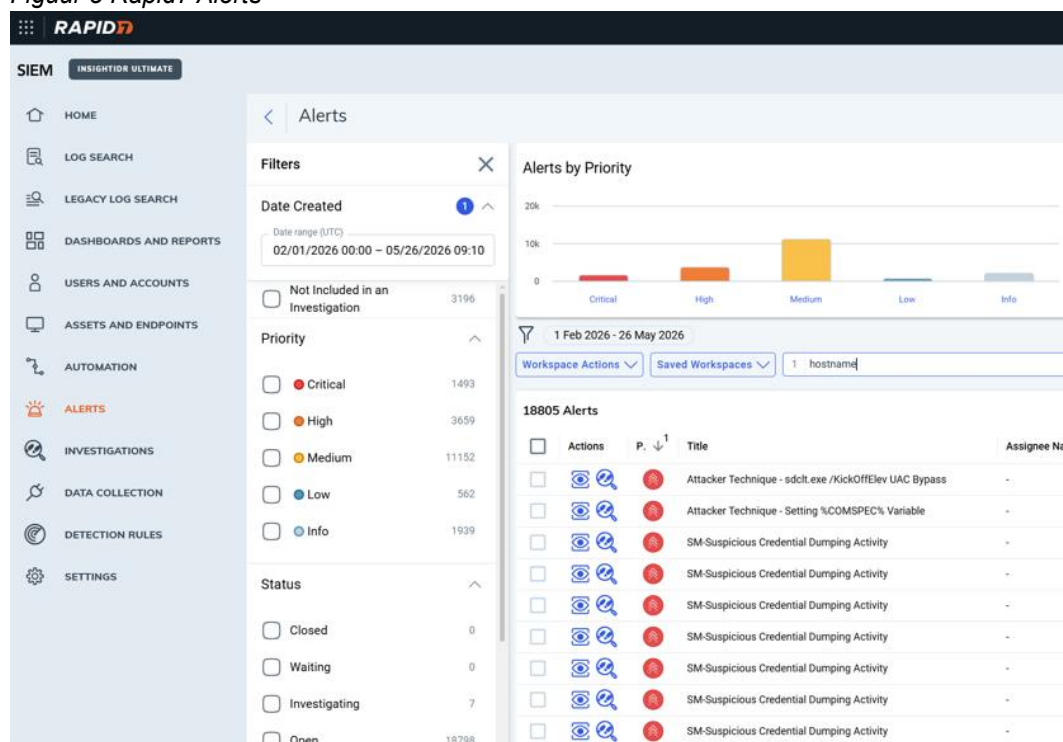 Figuur 6 Rapid7 Alerts
RAPID7
SIEM INSIGHTIDR ULTIMATE
HOME
LOG SEARCH
LEGACY LOG SEARCH
DASHBOARDS AND REPORTS
USERS AND ACCOUNTS
ASSETS AND ENDPOINTS
AUTOMATION
ALERTS
INVESTIGATIONS
DATA COLLECTION
DETECTION RULES
SETTINGS
Alerts
Filters
Date Created 1
Date range (UTC)
02/01/2026 00:00 – 05/26/2026 09:10
Not Included in an
Investigation 3196
Priority
Critical 1493
High 3659
Medium 11152
Low 562
Info 1939
Status
Closed 0
Waiting 0
Investigating 7
Open 18798
Alerts by Priority
20k
10k
0
Critical High Medium Low Info
1 Feb 2026 - 26 May 2026
Workspace Actions Saved Workspaces 1 hostname
18805 Alerts
Actions P. 1 Title Assignee Na
Attacker Technique - sdclt.exe /KickOffElev UAC Bypass -
Attacker Technique - Setting %COMSPEC% Variable -
SM-Suspicious Credential Dumping Activity -
SM-Suspicious Credential Dumping Activity -
SM-Suspicious Credential Dumping Activity -
SM-Suspicious Credential Dumping Activity -
SM-Suspicious Credential Dumping Activity -
SM-Suspicious Credential Dumping Activity -
SM-Suspicious Credential Dumping Activity -